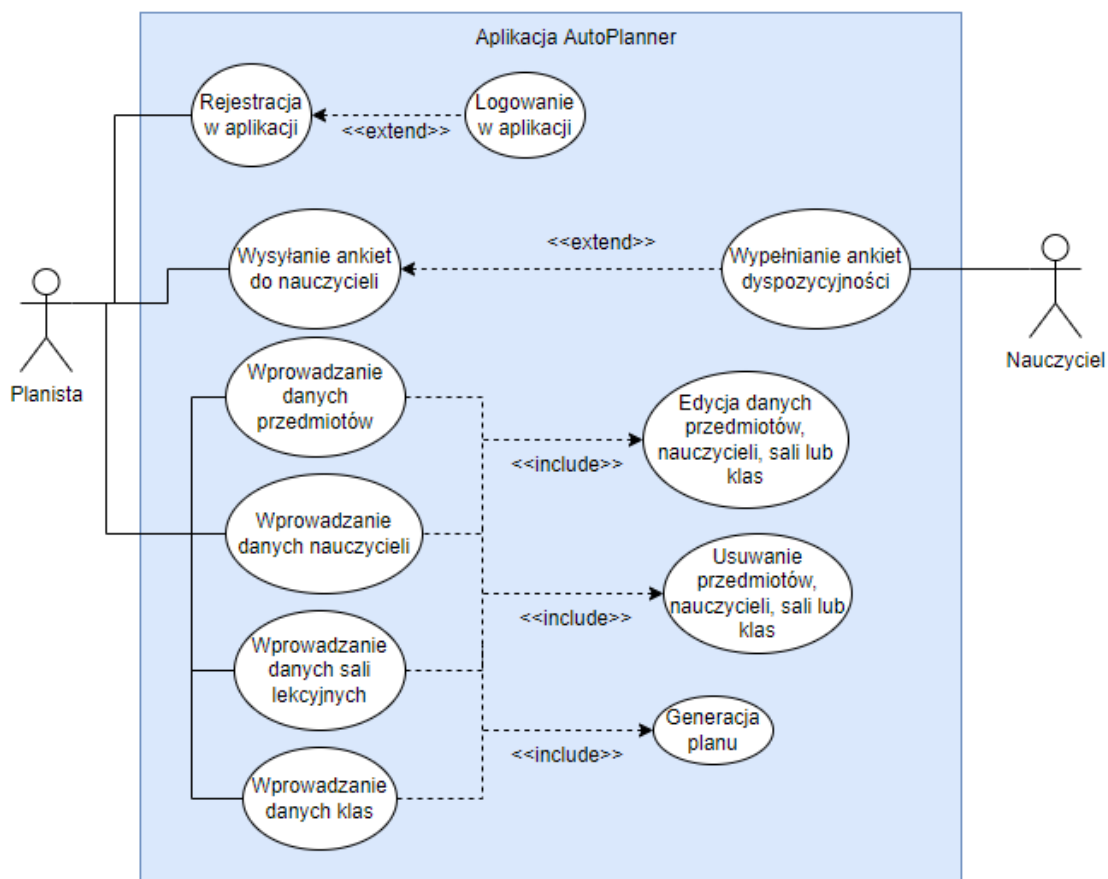 Aplikacja AutoPlanner
Rejestracja
w aplikacji
<<extend>>
Logowanie
w aplikacji
Wysyłanie ankiet
do nauczycieli
<<extend>>
Wypełnianie ankiet
dyspozycyjności
Planista
Nauczyciel
Wprowadzanie
danych
przedmiotów
<<include>>
Edycja danych
przedmiotów,
nauczycieli, sali lub
klas
Wprowadzanie
danych nauczycieli
<<include>>
Usuwanie
przedmiotów,
nauczycieli, sali lub
klas
Wprowadzanie
danych sali
lekcyjnych
<<include>>
Generacja
planu
Wprowadzanie
danych klas